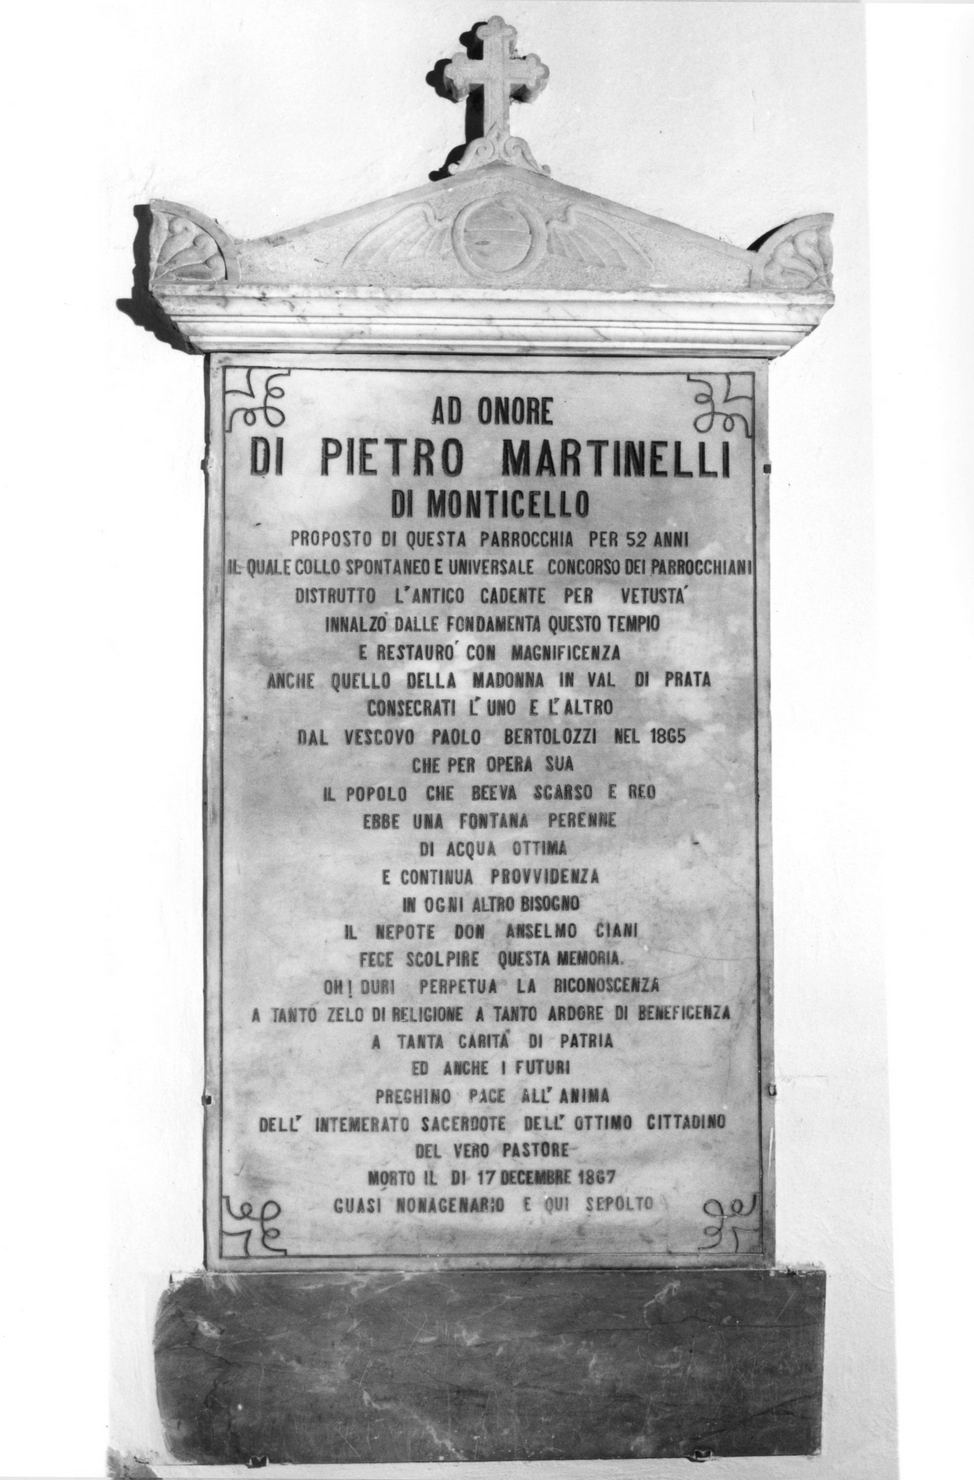 AD ONORE
DI PIETRO MARTINELLI
DI MONTICELLO
PROPOSTO DI QUESTA PARROCCHIA PER 52 ANNI
IL QUALE COLLO SPONTANEO E UNIVERSALE CONCORSO DEI PARROCCHIANI
DISTRUTTO L'ANTICO CADENTE PER VETUSTA'
INNALZO' DALLE FONDAMENTA QUESTO TEMPIO
E RESTAURO' CON MAGNIFICENZA
ANCHE QUELLO DELLA MADONNA IN VAL DI PRATA
CONSECRATI L'UNO E L'ALTRO
DAL VESCOVO PAOLO BERTOLOZZI NEL 1865
CHE PER OPERA SUA
IL POPOLO CHE BEEVA SCARSO E REO
EBBE UNA FONTANA PERENNE
DI ACQUA OTTIMA
E CONTINUA PROVVIDENZA
IN OGNI ALTRO BISOGNO
IL NEPOTE DON ANSELMO CIANI
FECE SCOLPIRE QUESTA MEMORIA.
OH! DURI PERPETUA LA RICONOSCENZA
A TANTO ZELO DI RELIGIONE A TANTO ARDORE DI BENEFICENZA
A TANTA CARITA' DI PATRIA
ED ANCHE I FUTURI
PREGHINO PACE ALL'ANIMA
DELL'INTEMERATO SACERDOTE DELL'OTTIMO CITTADINO
DEL VERO PASTORE
MORTO IL DI 17 DECEMBRE 1867
GUASI NONAGENARIO E QUI SEPOLTO